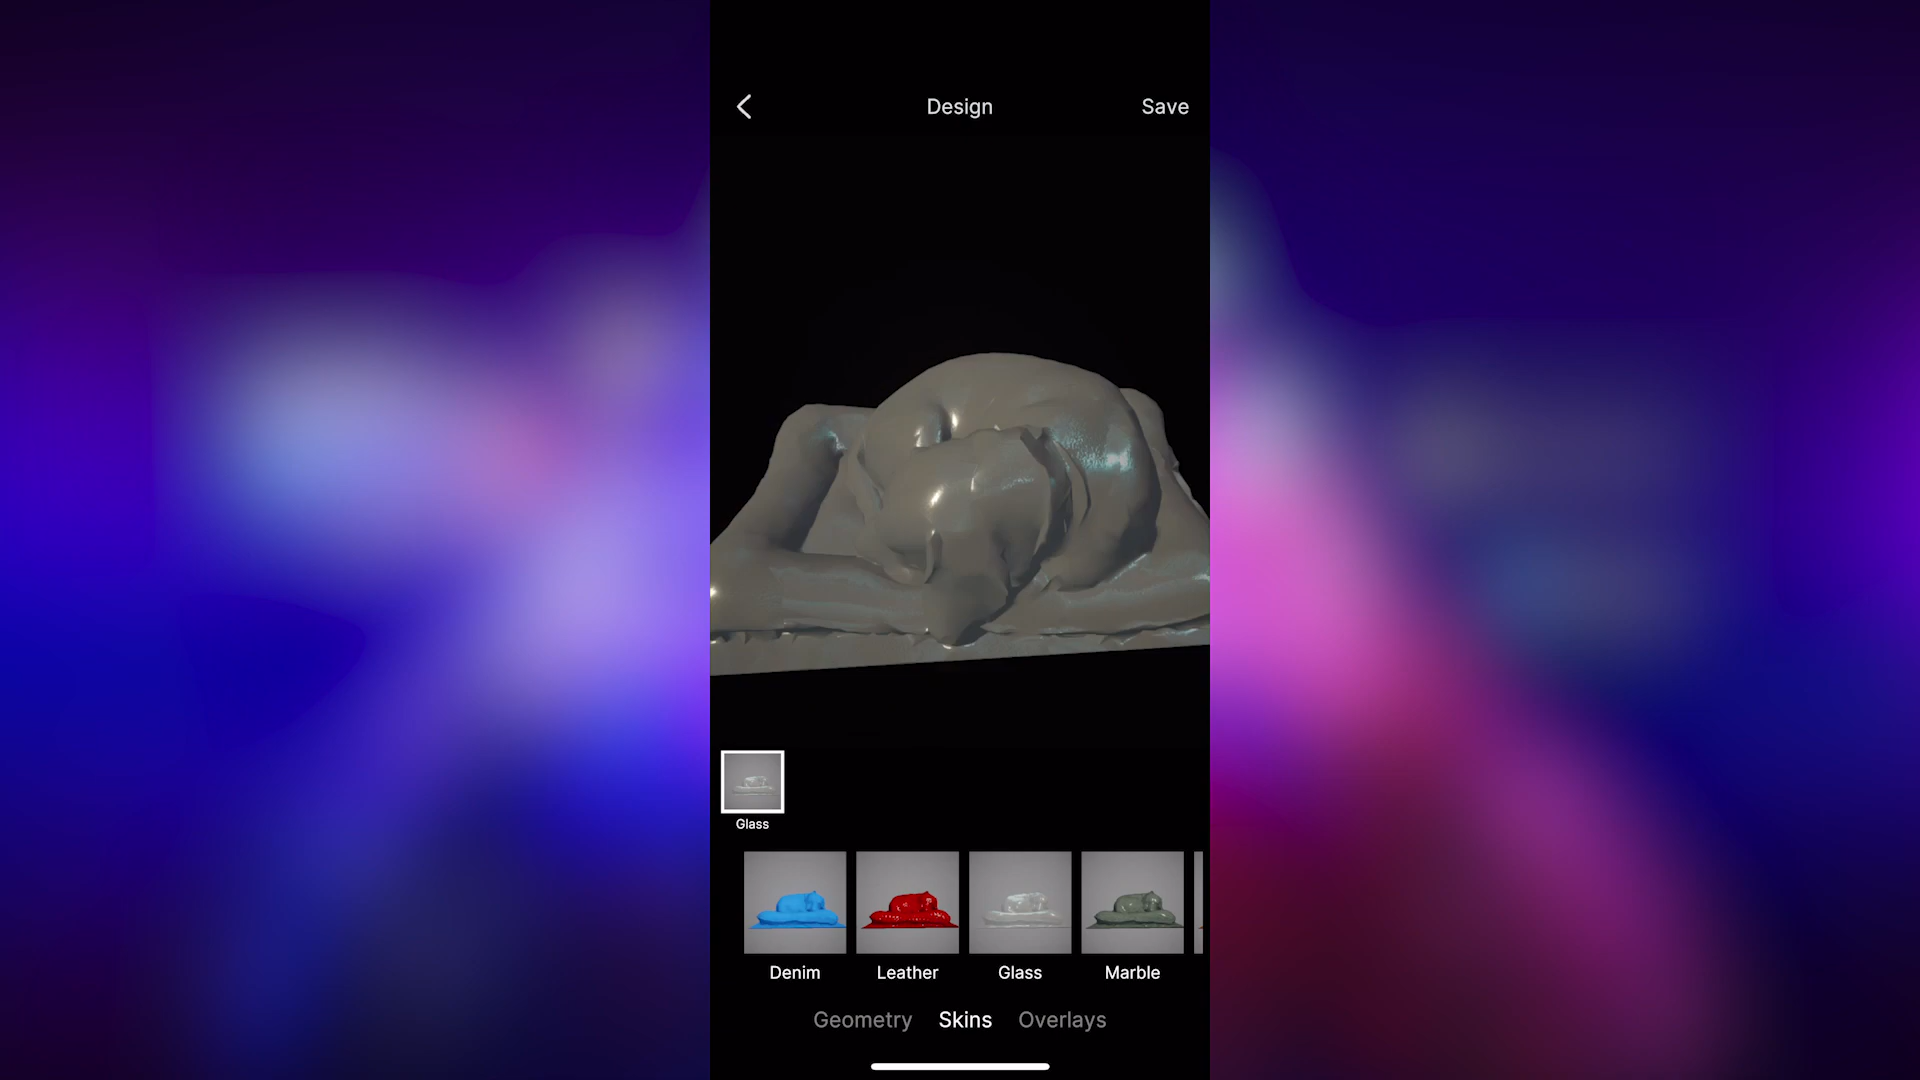 Design
Save
Glass
Denim
Leather
Glass
Marble
Geometry
Skins
Overlays